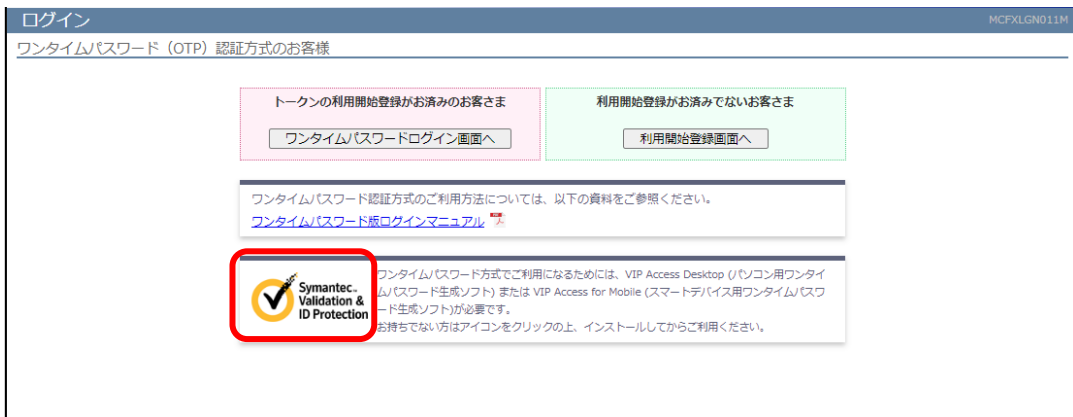 ログイン
MCFXLGN011M
ワンタイムパスワード（OTP）認証方式のお客様
トークンの利用開始登録がお済みのお客さま
ワンタイムパスワードログイン画面へ
利用開始登録がお済みでないお客さま
利用開始登録画面へ
ワンタイムパスワード認証方式のご利用方法については、以下の資料をご参照ください。
ワンタイムパスワード版ログインマニュアル
Symantec™
Validation &
ID Protection
ワンタイムパスワード方式でご利用になるためには、VIP Access Desktop (パソコン用ワンタイ
ムパスワード生成ソフト) または VIP Access for Mobile (スマートデバイス用ワンタイムパスワ
ード生成ソフト)が必要です。
お持ちでない方はアイコンをクリックの上、インストールしてからご利用ください。